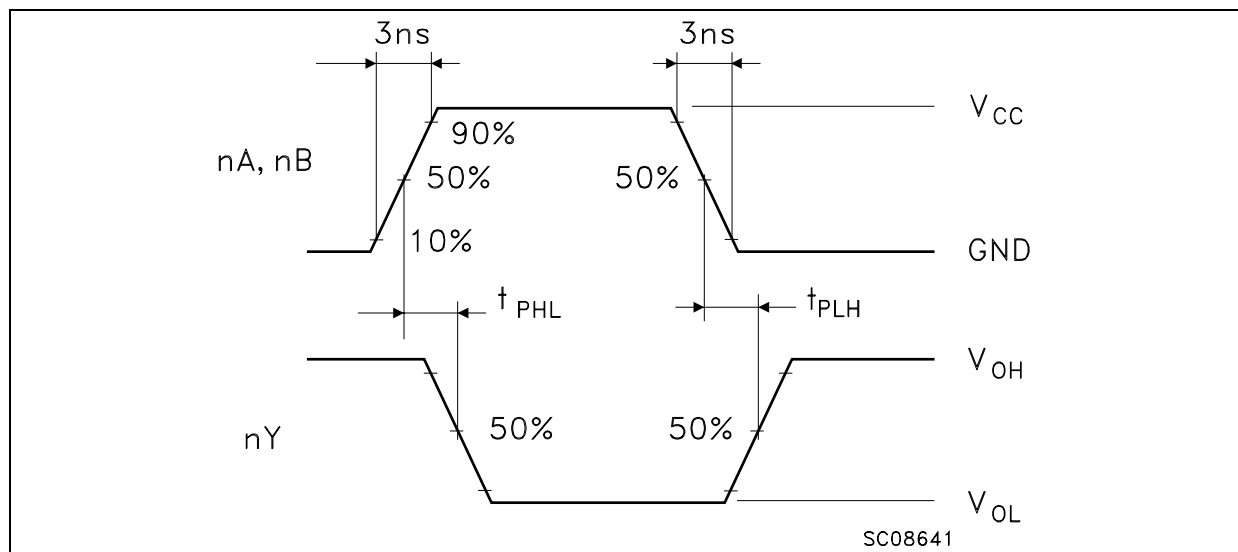 3ns 3ns
V_CC
90%
nA, nB 50% 50%
10% GND
t_PHL t_PLH
V_OH
50% 50%
nY
V_OL
SC08641